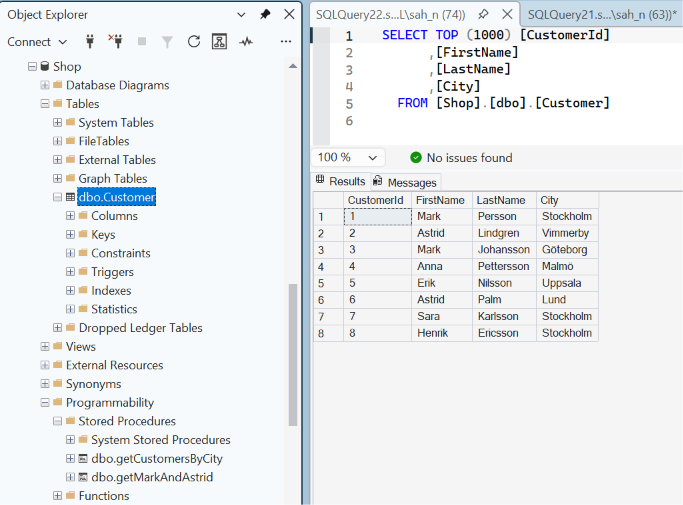 Object Explorer
Connect
Shop
Database Diagrams
Tables
System Tables
FileTables
External Tables
Graph Tables
dbo.Customer
Columns
Keys
Constraints
Triggers
Indexes
Statistics
Dropped Ledger Tables
Views
External Resources
Synonyms
Programmability
Stored Procedures
System Stored Procedures
dbo.getCustomersByCity
dbo.getMarkAndAstrid
Functions
SQLQuery22.s...L\sah_n (74)) SQLQuery21.s...\sah_n (63))*
1 SELECT TOP (1000) [CustomerId]
2 ,[FirstName]
3 ,[LastName]
4 ,[City]
5 FROM [Shop].[dbo].[Customer]
6
100 % No issues found
Results Messages
CustomerId FirstName LastName City
1 1 Mark Persson Stockholm
2 2 Astrid Lindgren Vimmerby
3 3 Mark Johansson Göteborg
4 4 Anna Pettersson Malmö
5 5 Erik Nilsson Uppsala
6 6 Astrid Palm Lund
7 7 Sara Karlsson Stockholm
8 8 Henrik Ericsson Stockholm